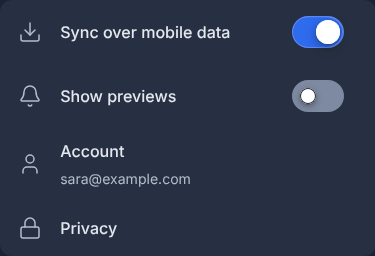 Sync over mobile data
Show previews
Account
sara@example.com
Privacy